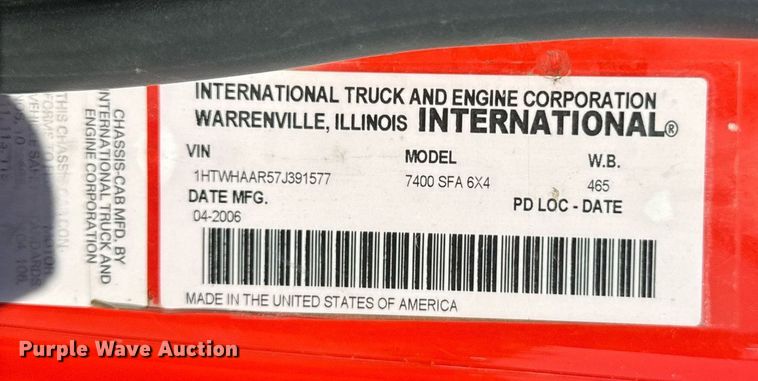 INTERNATIONAL TRUCK AND ENGINE CORPORATION
WARRENVILLE, ILLINOIS INTERNATIONAL®
VIN MODEL W.B.
1HTWHAAR57J391577 7400 SFA 6X4 465
DATE MFG. PD LOC - DATE
04-2006
MADE IN THE UNITED STATES OF AMERICA
CHASSIS-CAB MFD. BY
INTERNATIONAL TRUCK AND
ENGINE CORPORATION
THIS CHASSIS
Purple Wave Auction